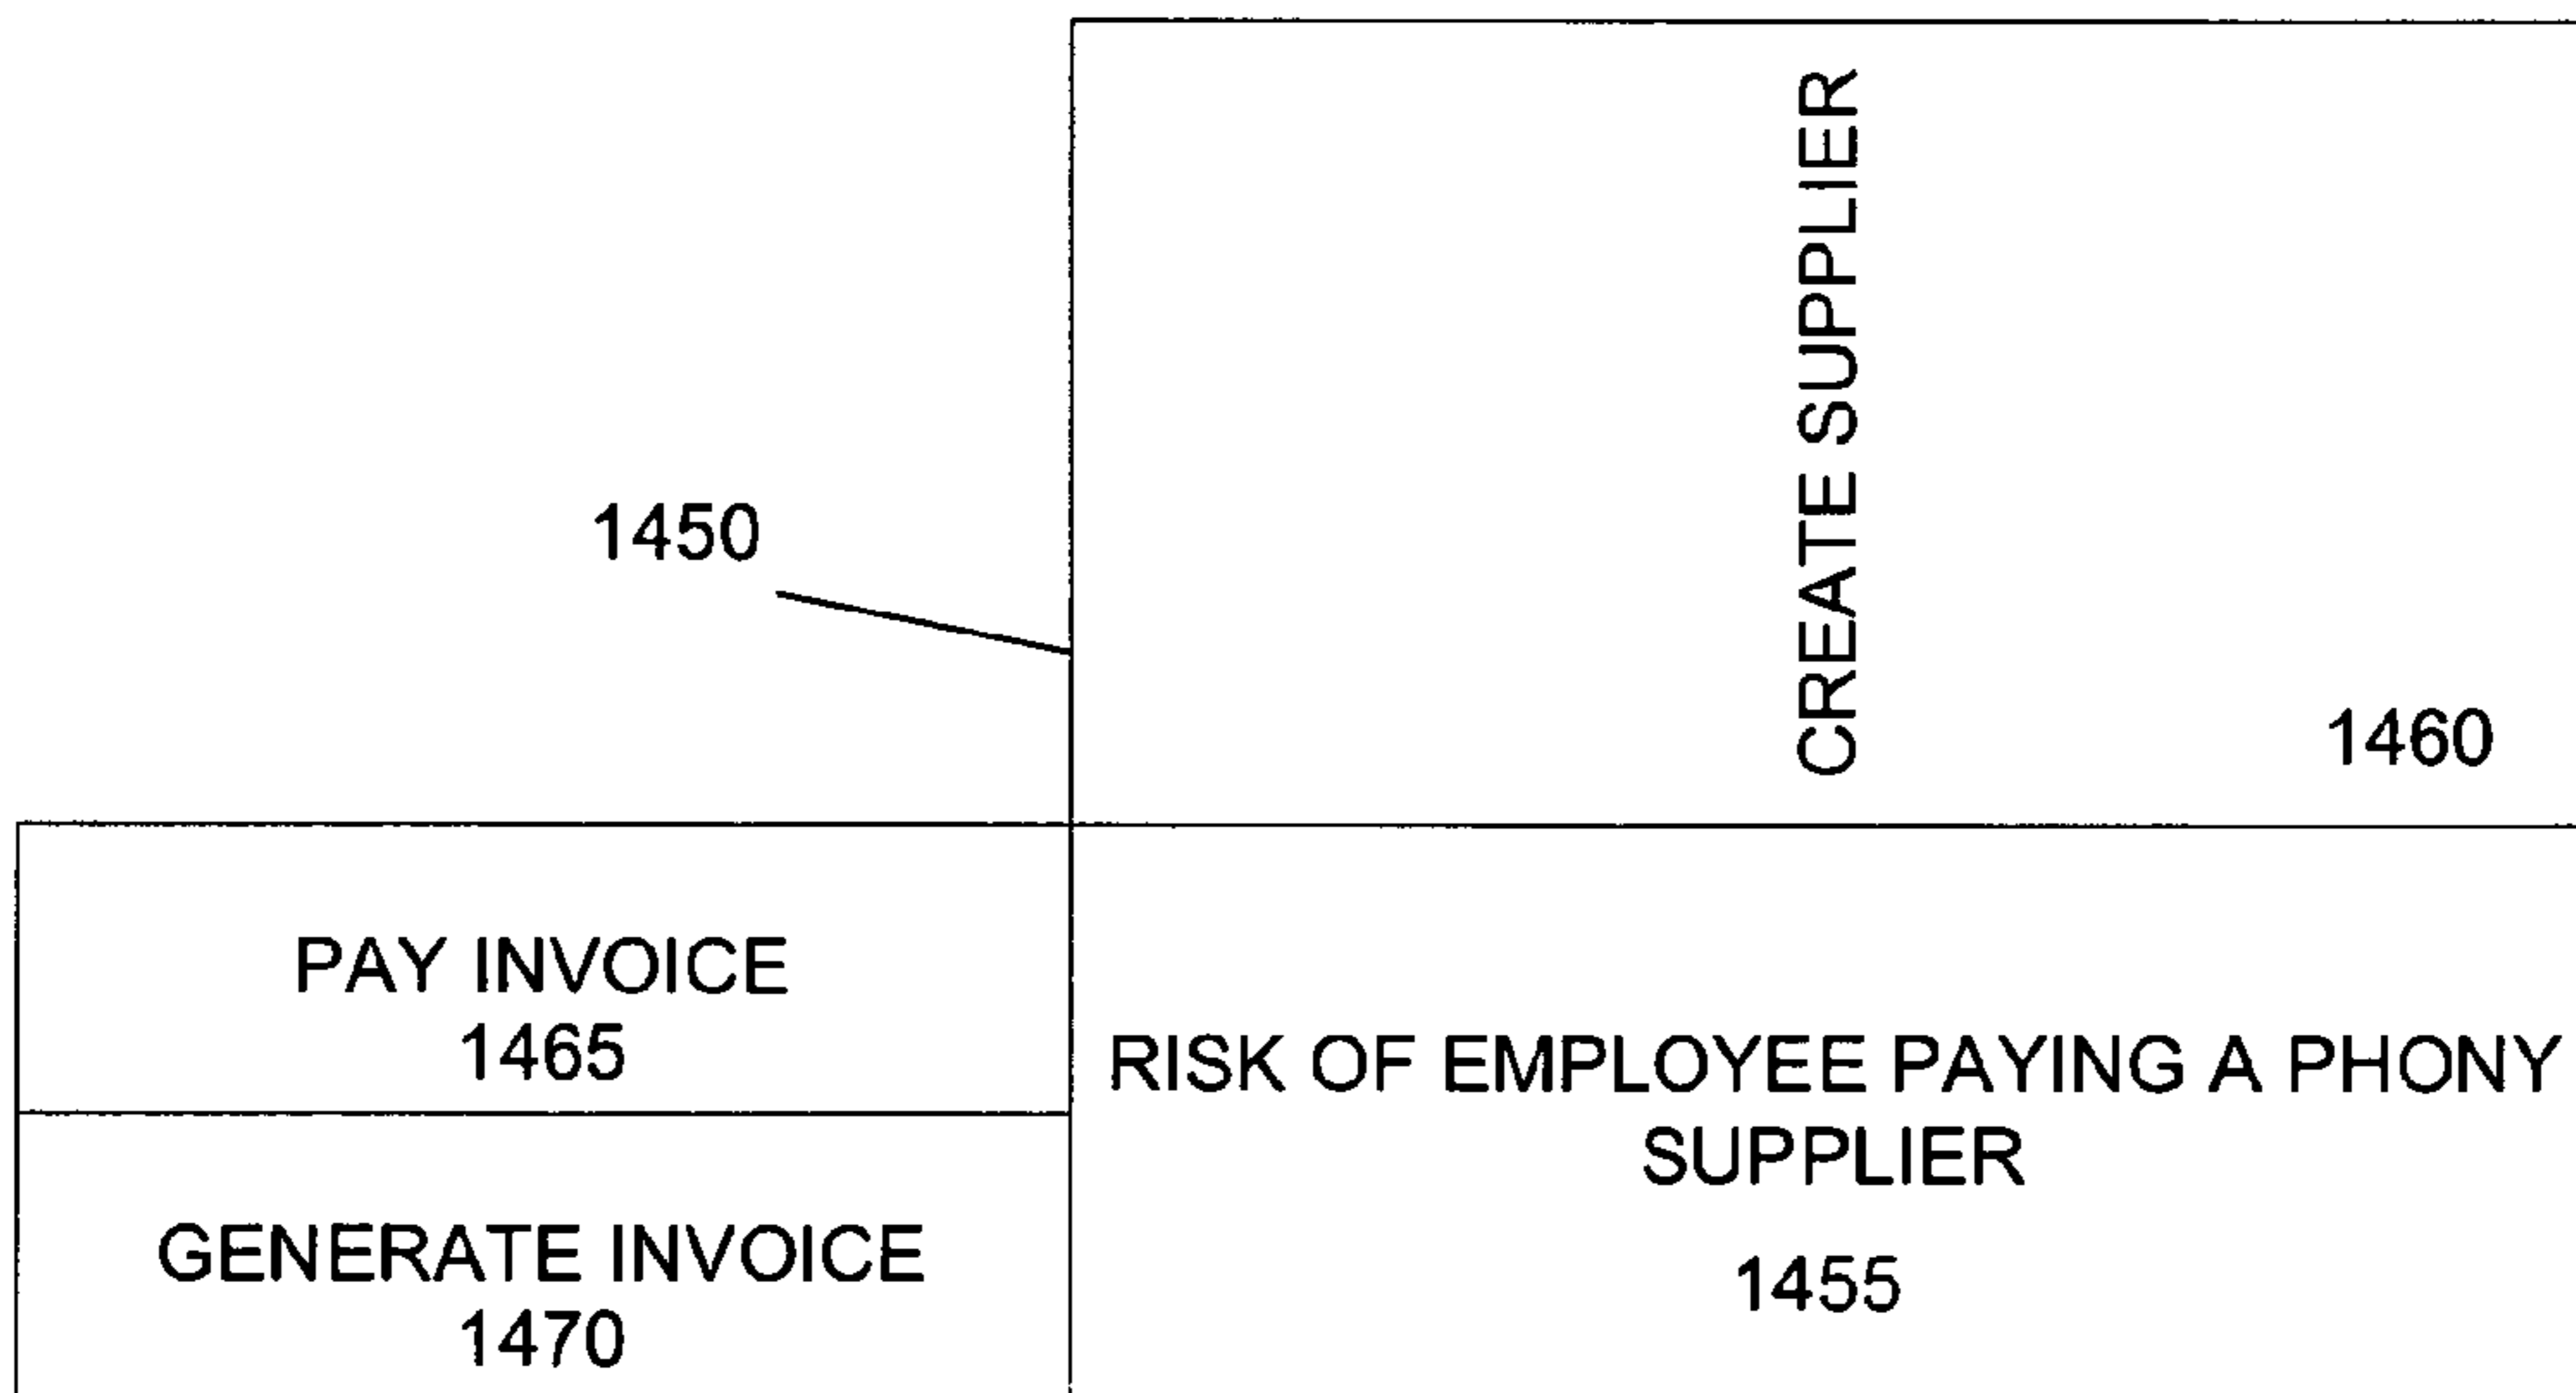 CREATE SUPPLIER
1450
1460
PAY INVOICE
1465
RISK OF EMPLOYEE PAYING A PHONY
SUPPLIER
1455
GENERATE INVOICE
1470